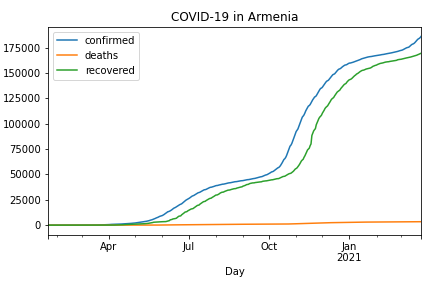 COVID-19 in Armenia
confirmed
deaths
recovered
175000
150000
125000
100000
75000
50000
25000
0
Apr
Jul
Oct
Jan
2021
Day